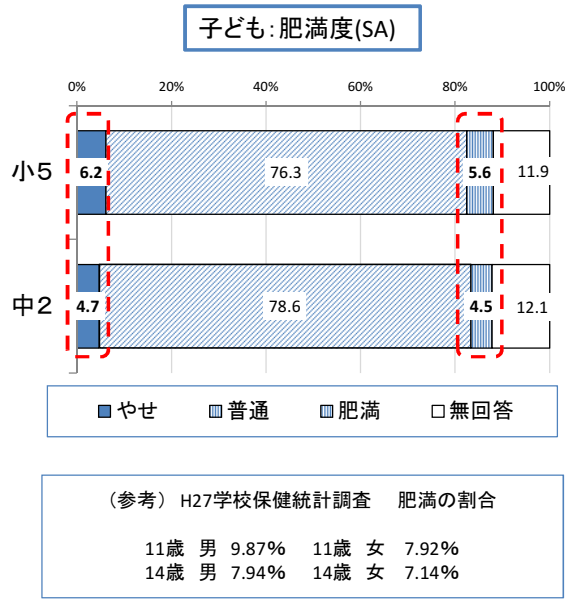 子ども：肥満度(SA)
0% 20% 40% 60% 80% 100%
小5 6.2 76.3 5.6 11.9
中2 4.7 78.6 4.5 12.1
やせ 普通 肥満 無回答
（参考） H27学校保健統計調査 肥満の割合
11歳 男 9.87% 11歳 女 7.92%
14歳 男 7.94% 14歳 女 7.14%